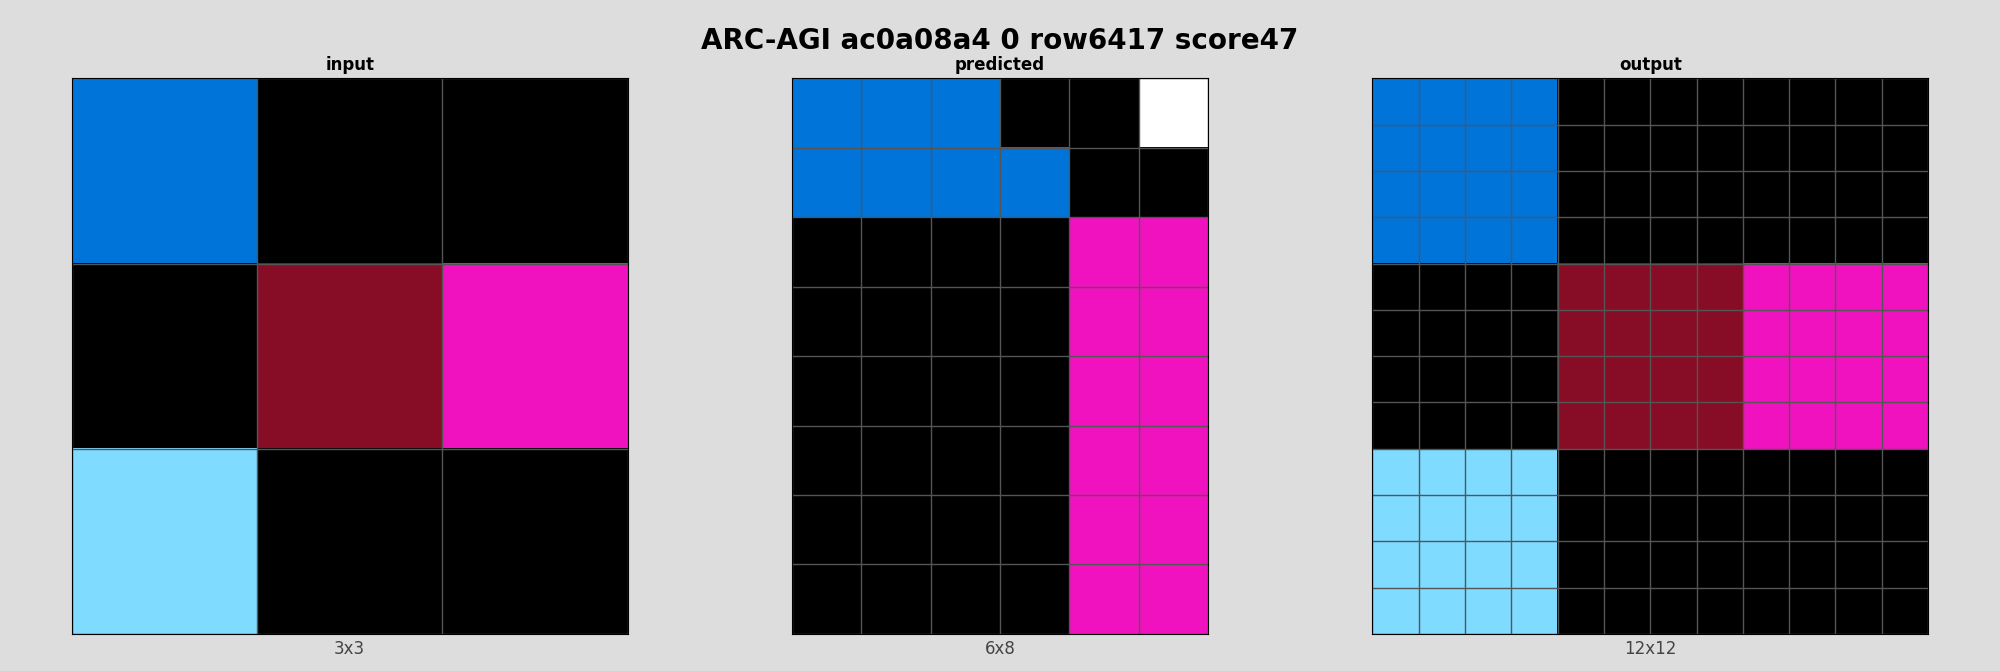 ARC-AGI ac0a08a4 0 row6417 score47
input
predicted
output
3x3
6x8
12x12